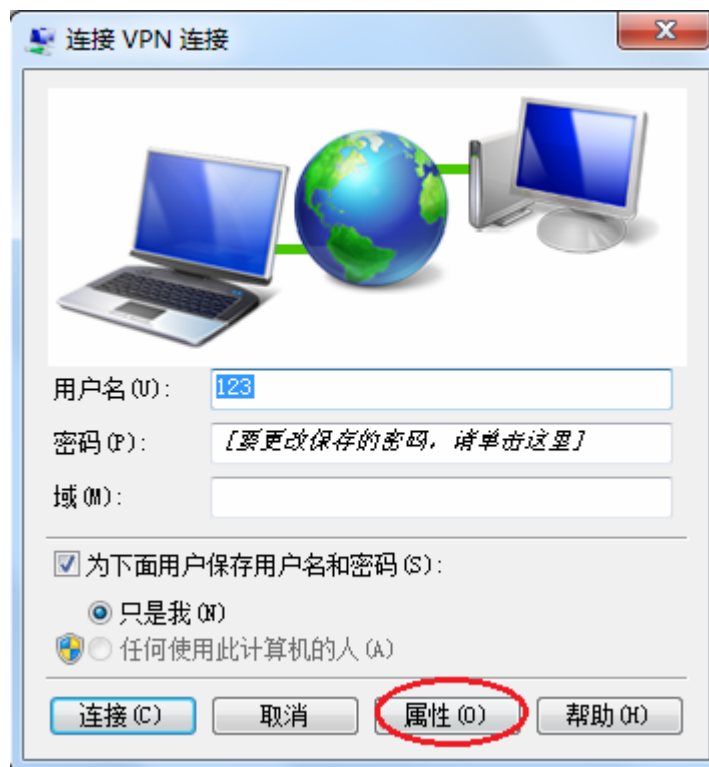 连接 VPN 连接
用户名(U):
123
密码(P):
[要更改保存的密码，请单击这里]
域(M):
为下面用户保存用户名和密码(S):
只是我(N)
任何使用此计算机的人(A)
连接(C) 取消 属性(O) 帮助(H)